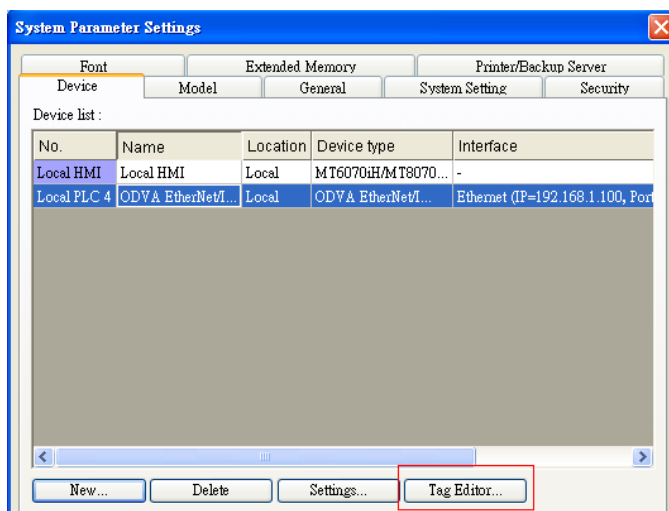 System Parameter Settings
Font Extended Memory Printer/Backup Server
Device Model General System Setting Security
Device list :
No. Name Location Device type Interface
Local HMI Local HMI Local MT6070iH/MT8070... -
Local PLC 4 ODVA EtherNet/I... Local ODVA EtherNet/I... Ethernet (IP=192.168.1.100, Port
New... Delete Settings... Tag Editor...